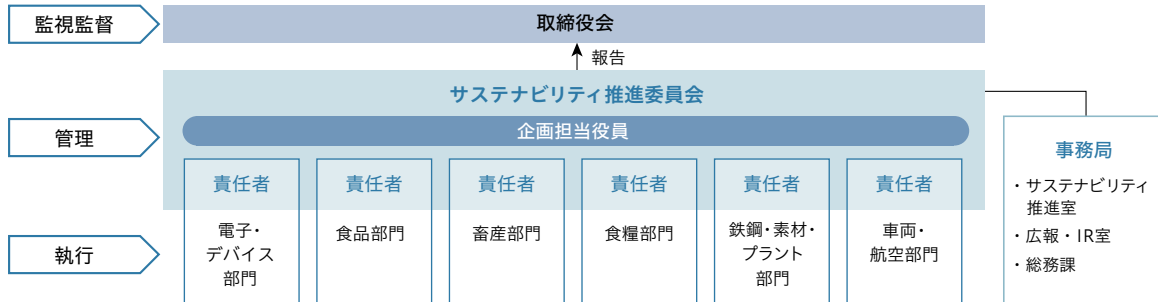 監視監督
取締役会
報告
サステナビリティ推進委員会
管理
企画担当役員
責任者
責任者
責任者
責任者
責任者
責任者
執行
電子・
デバイス
部門
食品部門
畜産部門
食糧部門
鉄鋼・素材・
プラント
部門
車両・
航空部門
事務局
・サステナビリティ
推進室
・広報・IR室
・総務課